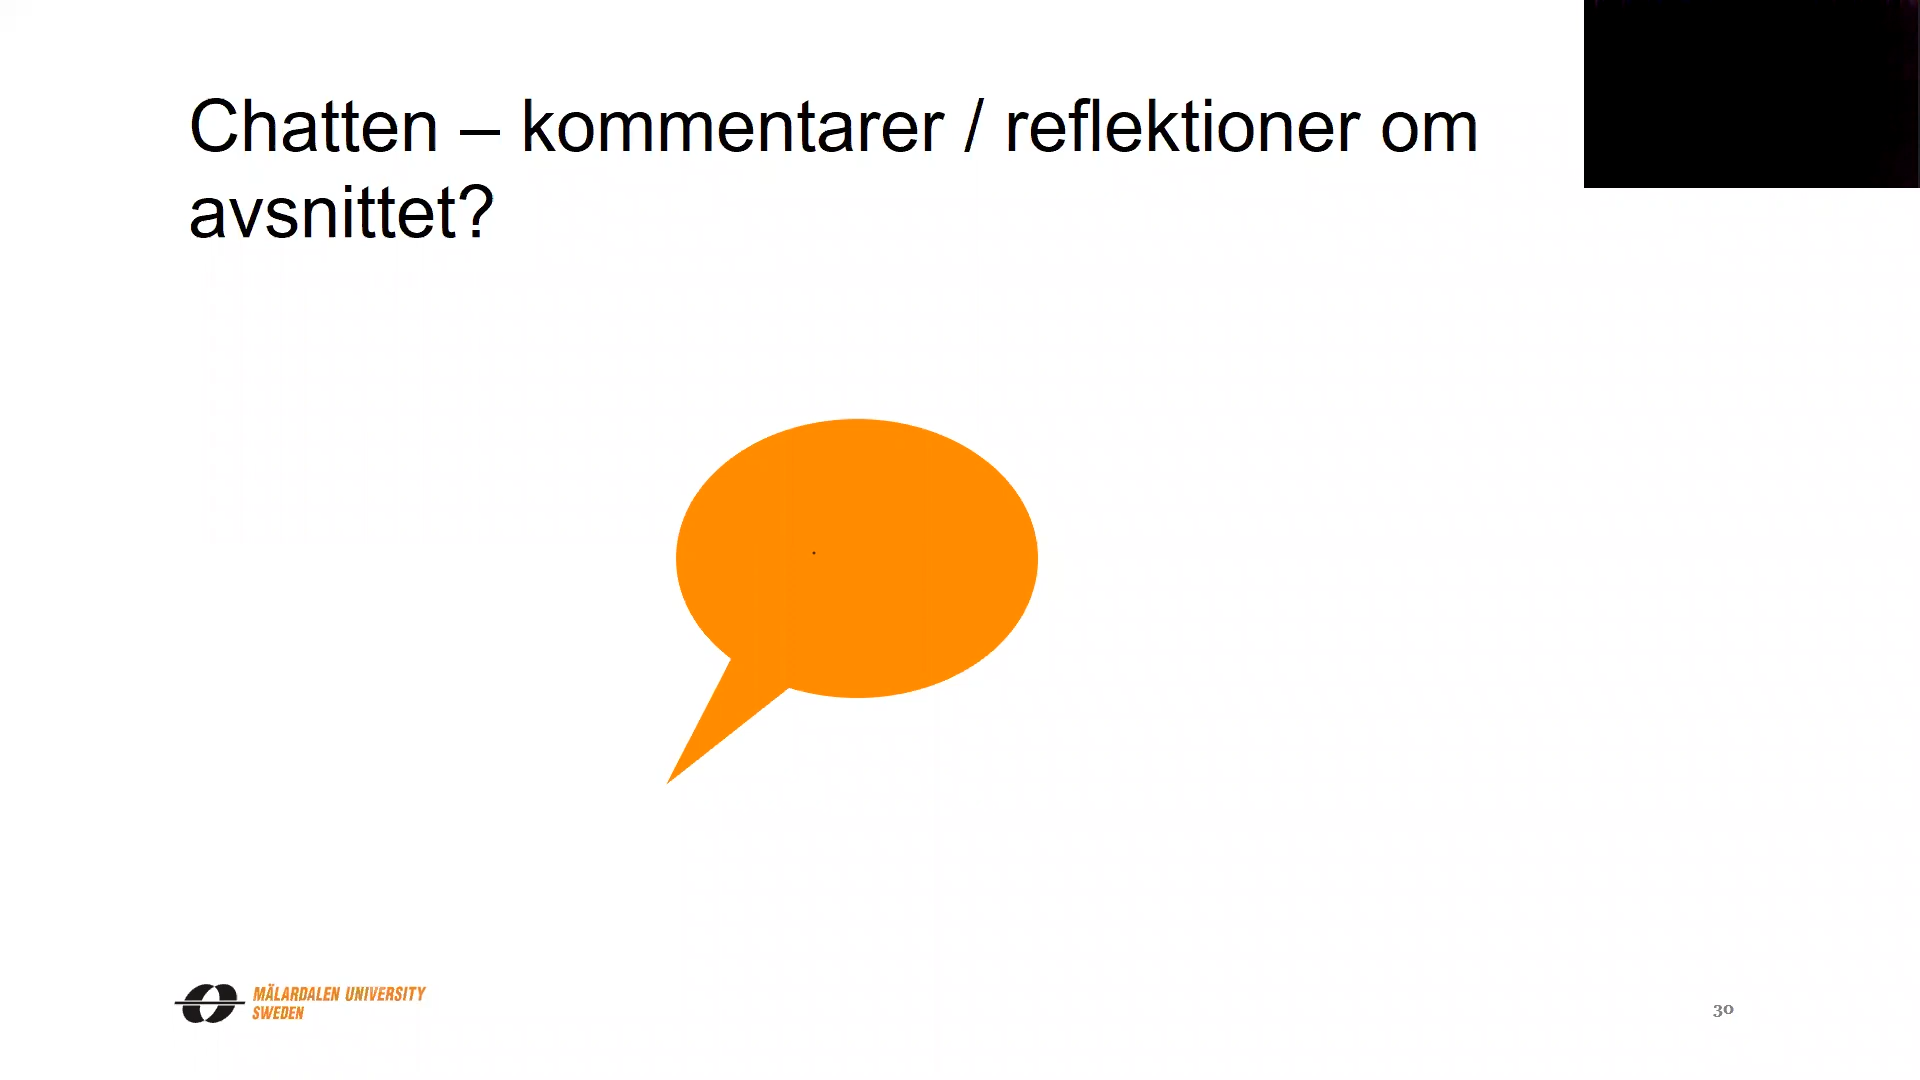 Chatten – kommentarer / reflektioner om
avsnittet?
MÄLARDALEN UNIVERSITY
SWEDEN
30